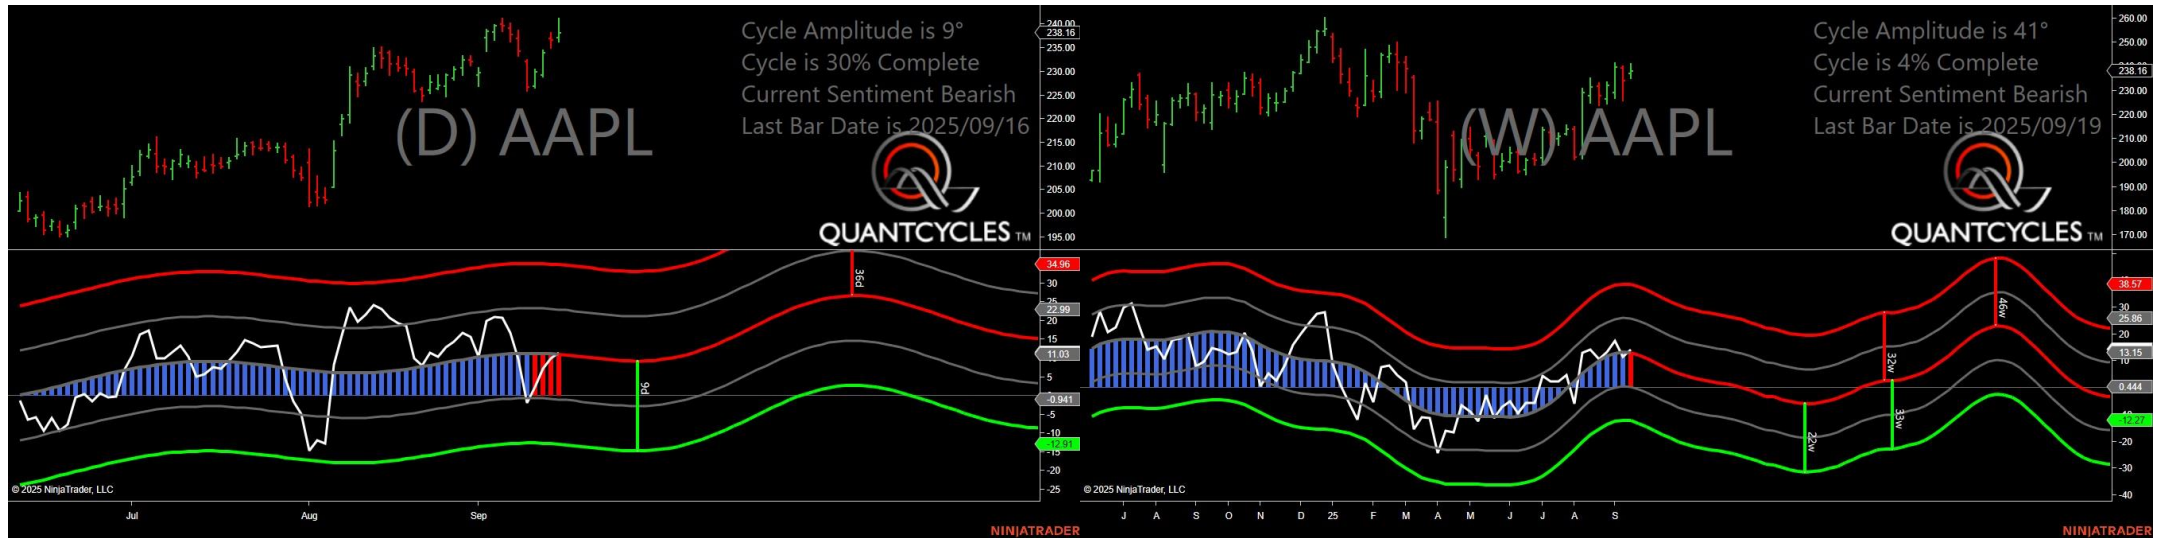 Cycle Amplitude is 9°
Cycle is 30% Complete
Current Sentiment Bearish
Last Bar Date is 2025/09/16
(D) AAPL
QUANTCYCLES TM
240.00
238.16
235.00
230.00
225.00
220.00
215.00
210.00
205.00
200.00
195.00
36d
9d
34.96
30
25
22.99
20
15
11.03
5
-0.941
-5
-10
-12.91
-15
-20
-25
© 2025 NinjaTrader, LLC
Jul
Aug
Sep
NINJATRADER
Cycle Amplitude is 41°
Cycle is 4% Complete
Current Sentiment Bearish
Last Bar Date is 2025/09/19
(W) AAPL
QUANTCYCLES TM
260.00
250.00
238.16
230.00
220.00
210.00
200.00
190.00
180.00
170.00
46w
32w
33w
22w
38.57
30
25.86
20
13.15
10
0.444
-12.27
-20
-30
-40
© 2025 NinjaTrader, LLC
J A S O N D 25 F M A M J J A S
NINJATRADER